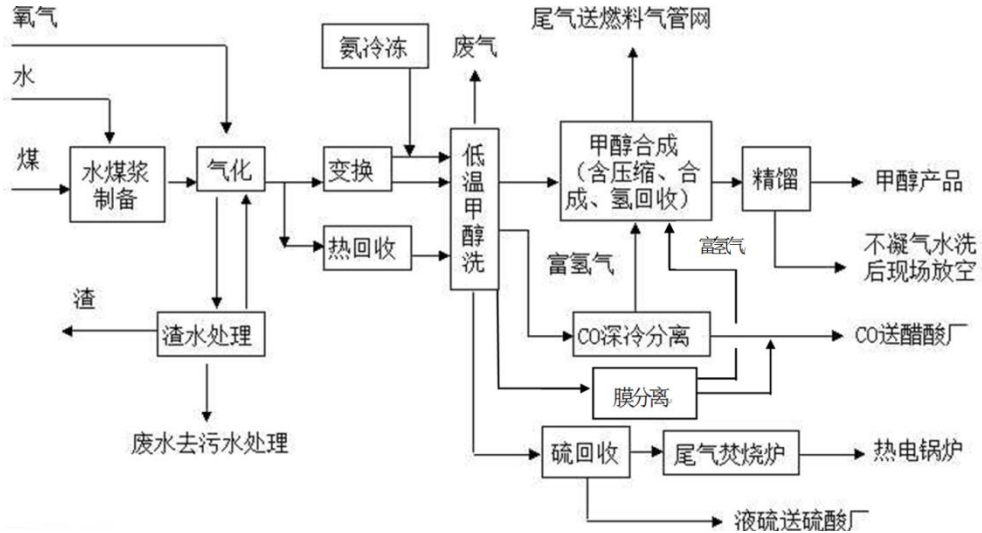 氧气
水
煤
水煤浆
制备
气化
渣
渣水处理
废水去污水处理
氨冷冻
变换
热回收
废气
低
温
甲
醇
洗
尾气送燃料气管网
甲醇合成
（含压缩、合
成、氢回收）
精馏
甲醇产品
不凝气水洗
后现场放空
富氢气
富氢气
CO深冷分离
CO送醋酸厂
膜分离
硫回收
尾气焚烧炉
热电锅炉
液硫送硫酸厂